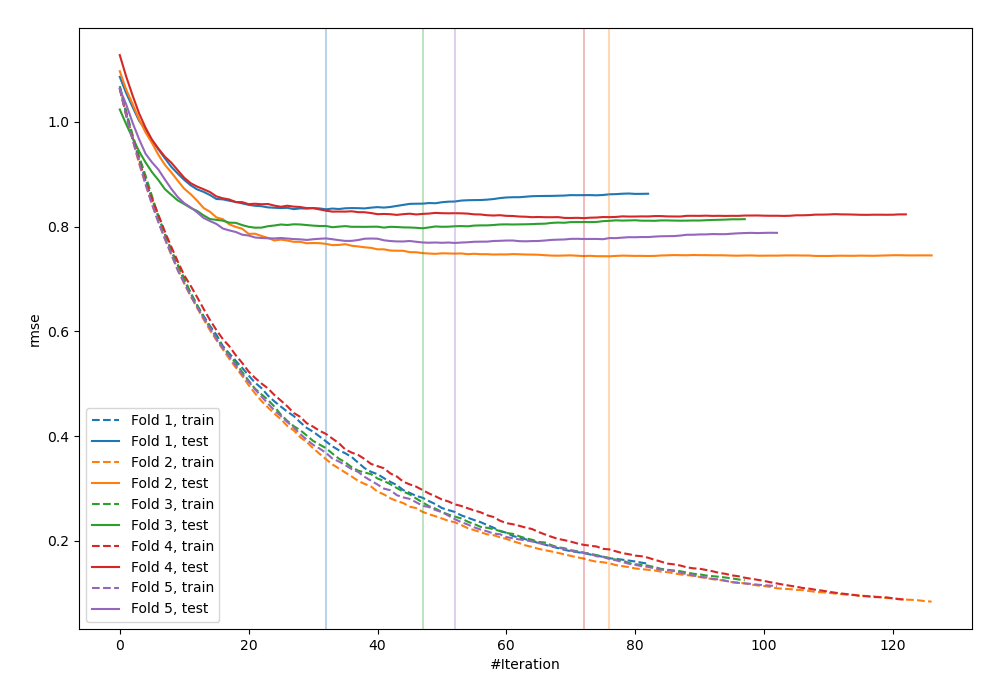 1.0
0.8
0.6
0.4
0.2
rmse
Fold 1, train
Fold 1, test
Fold 2, train
Fold 2, test
Fold 3, train
Fold 3, test
Fold 4, train
Fold 4, test
Fold 5, train
Fold 5, test
0 20 40 60 80 100 120
#Iteration